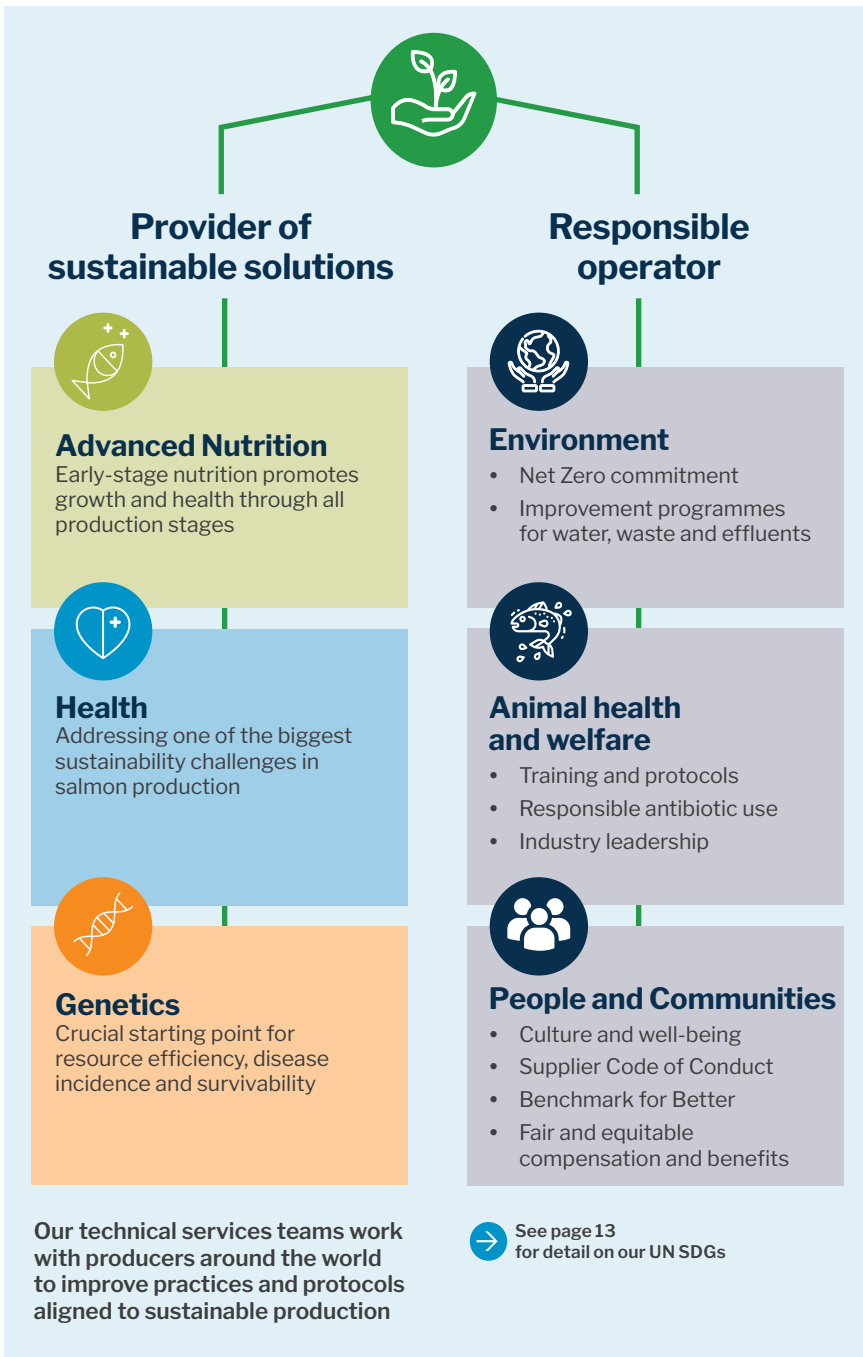 Provider of
sustainable solutions
Advanced Nutrition
Early-stage nutrition promotes
growth and health through all
production stages
Health
Addressing one of the biggest
sustainability challenges in
salmon production
Genetics
Crucial starting point for
resource efficiency, disease
incidence and survivability
Our technical services teams work
with producers around the world
to improve practices and protocols
aligned to sustainable production
Responsible
operator
Environment
• Net Zero commitment
• Improvement programmes
for water, waste and effluents
Animal health
and welfare
• Training and protocols
• Responsible antibiotic use
• Industry leadership
People and Communities
• Culture and well-being
• Supplier Code of Conduct
• Benchmark for Better
• Fair and equitable
compensation and benefits
See page 13
for detail on our UN SDGs